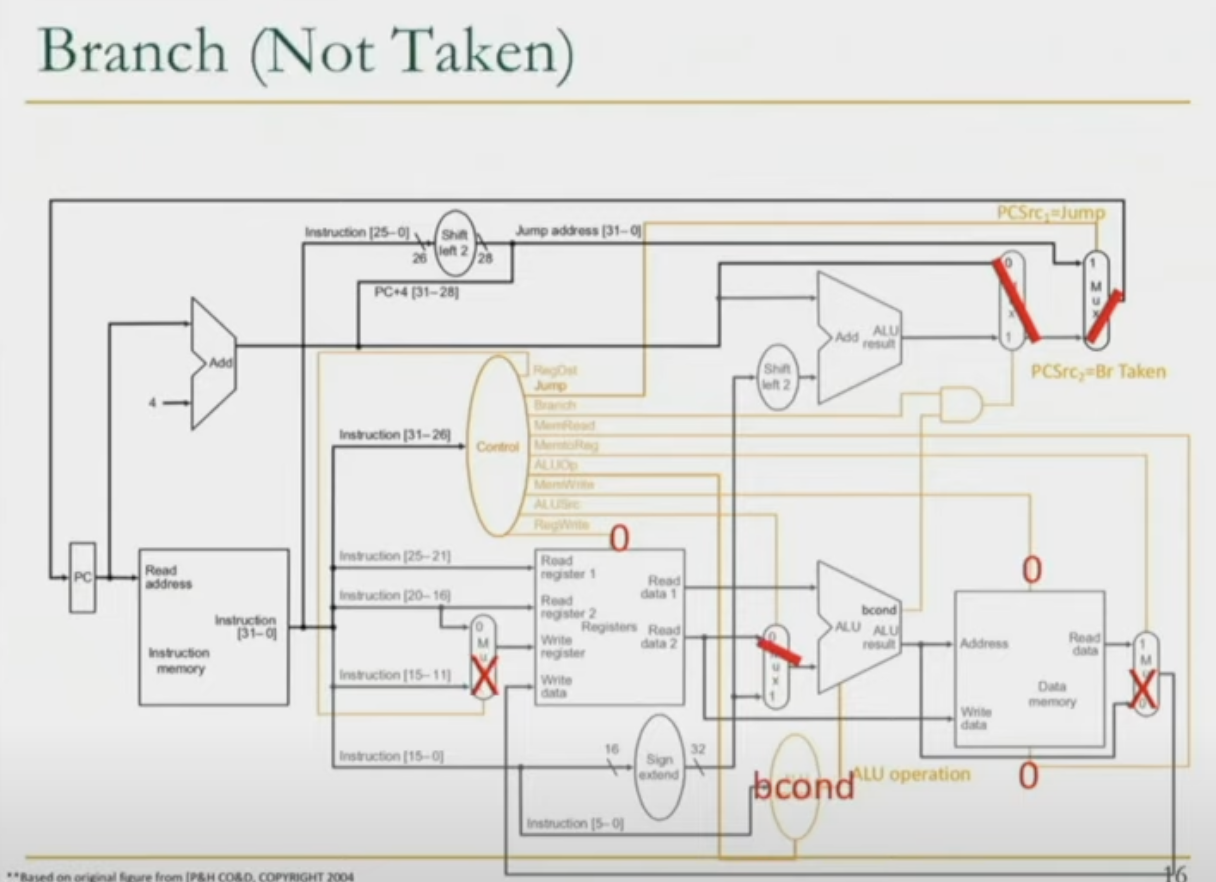 Branch (Not Taken)
PCSrc₁=Jump
Instruction [25–0]
Shift
left 2
Jump address [31–0]
26
28
PC+4 [31–28]
0
x
1
1
M
u
x
Add
ALU
result
Add
4
Shift
left 2
PCSrc₂=Br Taken
RegDst
Jump
Branch
MemRead
MemtoReg
ALUOp
MemWrite
ALUSrc
RegWrite
Instruction [31–26]
Control
0
PC
Read
address
Instruction
[31–0]
Instruction
memory
Instruction [25–21]
Instruction [20–16]
Instruction [15–11]
Instruction [15–0]
0
M
u
X
Read
register 1
Read
register 2
Registers
Write
register
Write
data
Read
data 1
Read
data 2
0
u
x
1
bcond
ALU
ALU
result
0
Address
Read
data
Data
memory
Write
data
0
1
M
X
0
16
Sign
extend
32
bcond
ALU operation
Instruction [5–0]
**Based on original figure from [P&H CO&D, COPYRIGHT 2004
16